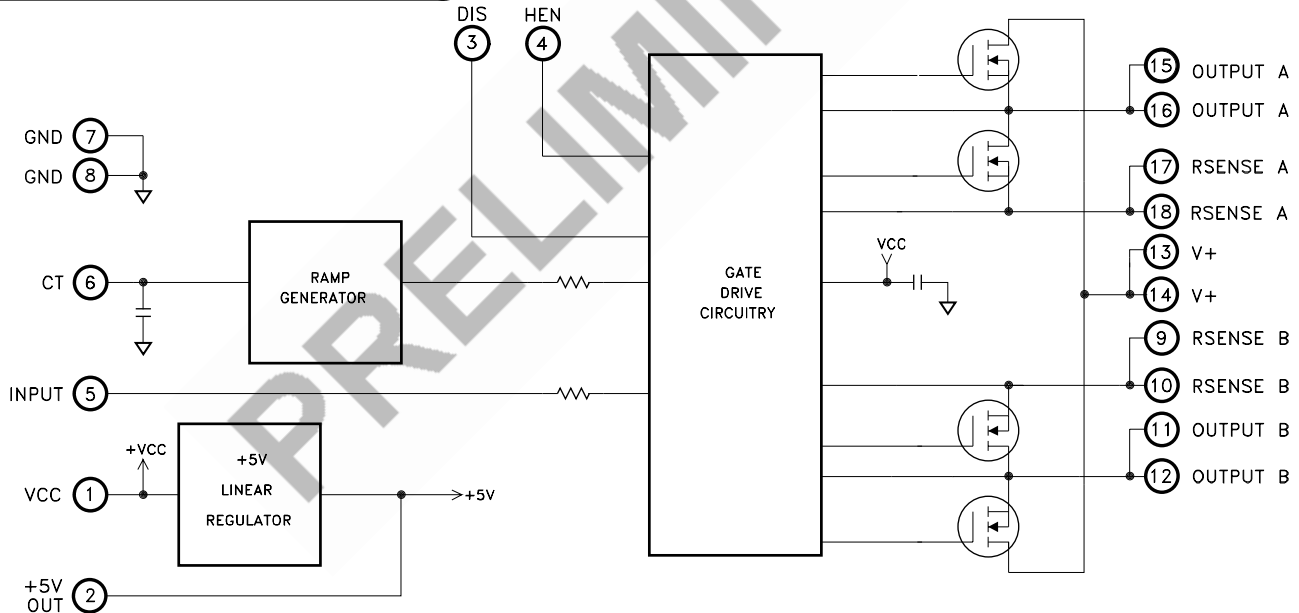 DIS
HEN
3
4
15 OUTPUT A
16 OUTPUT A
17 RSENSE A
18 RSENSE A
13 V+
14 V+
9 RSENSE B
10 RSENSE B
11 OUTPUT B
12 OUTPUT B
GND 7
GND 8
CT 6
RAMP
GENERATOR
GATE
DRIVE
CIRCUITRY
VCC
INPUT 5
+VCC
VCC 1
+5V
LINEAR
REGULATOR
+5V
+5V
OUT
2